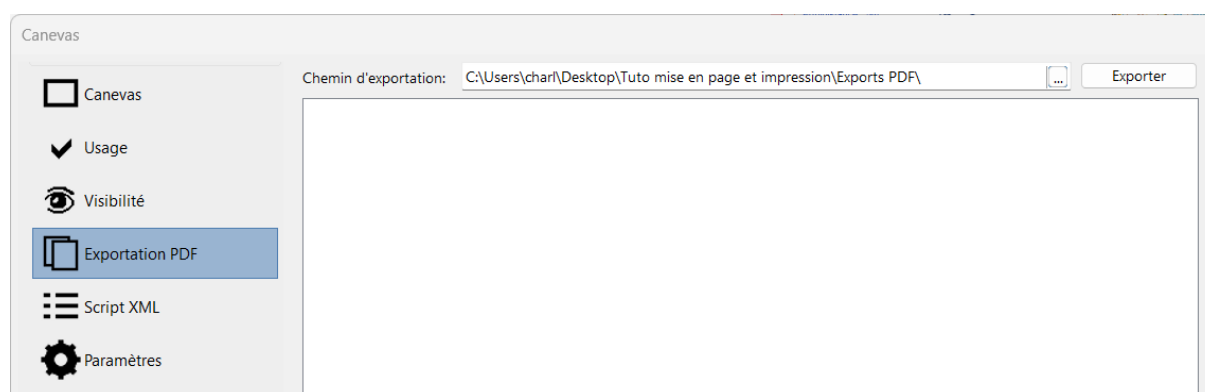 Canevas
Canevas
Usage
Visibilité
Exportation PDF
Script XML
Paramètres
Chemin d'exportation: C:\Users\charl\Desktop\Tuto mise en page et impression\Exports PDF\ ... Exporter